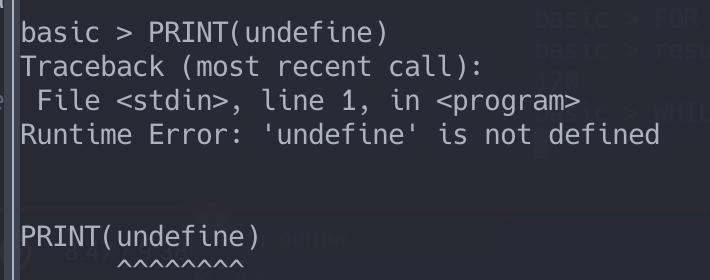 basic > PRINT(undefine)
Traceback (most recent call):
 File <stdin>, line 1, in <program>
Runtime Error: 'undefine' is not defined
PRINT(undefine)
      ^^^^^^^^